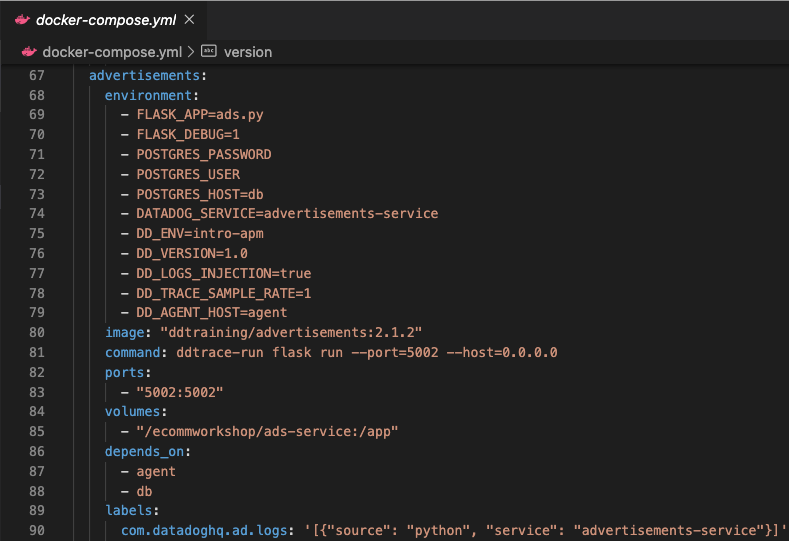 docker-compose.yml ×
docker-compose.yml > abc version
67 advertisements:
68 environment:
69 - FLASK_APP=ads.py
70 - FLASK_DEBUG=1
71 - POSTGRES_PASSWORD
72 - POSTGRES_USER
73 - POSTGRES_HOST=db
74 - DATADOG_SERVICE=advertisements-service
75 - DD_ENV=intro-apm
76 - DD_VERSION=1.0
77 - DD_LOGS_INJECTION=true
78 - DD_TRACE_SAMPLE_RATE=1
79 - DD_AGENT_HOST=agent
80 image: "ddtraining/advertisements:2.1.2"
81 command: ddtrace-run flask run --port=5002 --host=0.0.0.0
82 ports:
83 - "5002:5002"
84 volumes:
85 - "/ecommworkshop/ads-service:/app"
86 depends_on:
87 - agent
88 - db
89 labels:
90 com.datadoghq.ad.logs: '[{"source": "python", "service": "advertisements-service"}]'